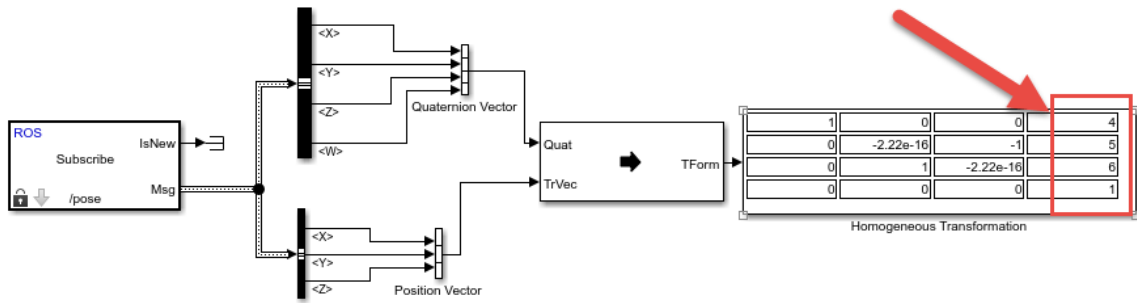 ROS
IsNew
Subscribe
Msg
/pose
<X>
<Y>
<Z>
<W>
Quaternion Vector
<X>
<Y>
<Z>
Position Vector
Quat
TrVec
TForm
1 0 0 4
0 -2.22e-16 -1 5
0 1 -2.22e-16 6
0 0 0 1
Homogeneous Transformation